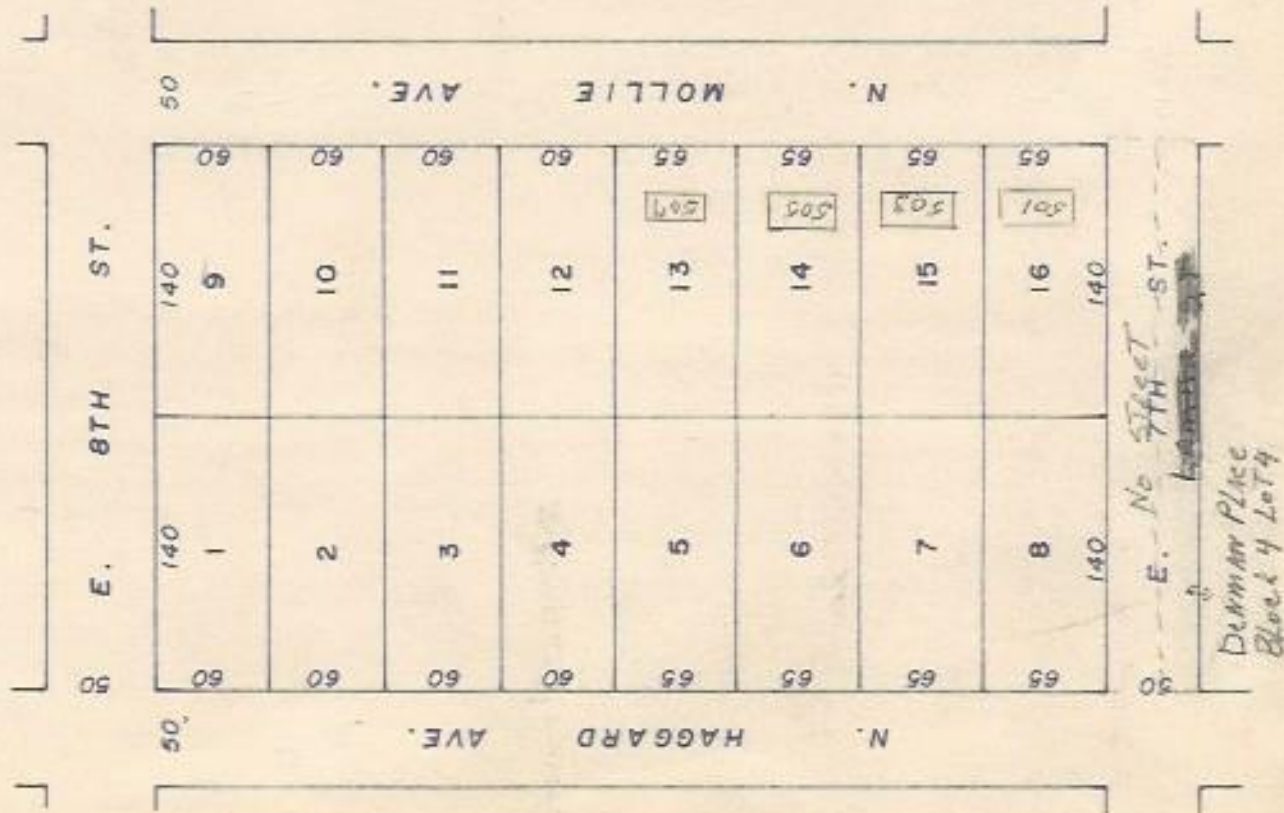 N. MOLLIE AVE.
50
60 60 60 60 65 65 65 65
507 505 503 501
E. 8TH ST.
140 9 10 11 12 13 14 15 16 140
140 1 2 3 4 5 6 7 8 140
50
60 60 60 60 65 65 65 65
50
N. HAGGARD AVE.
E. 7TH ST.
No Street
50
Denman Place
Block 4 Lot 4